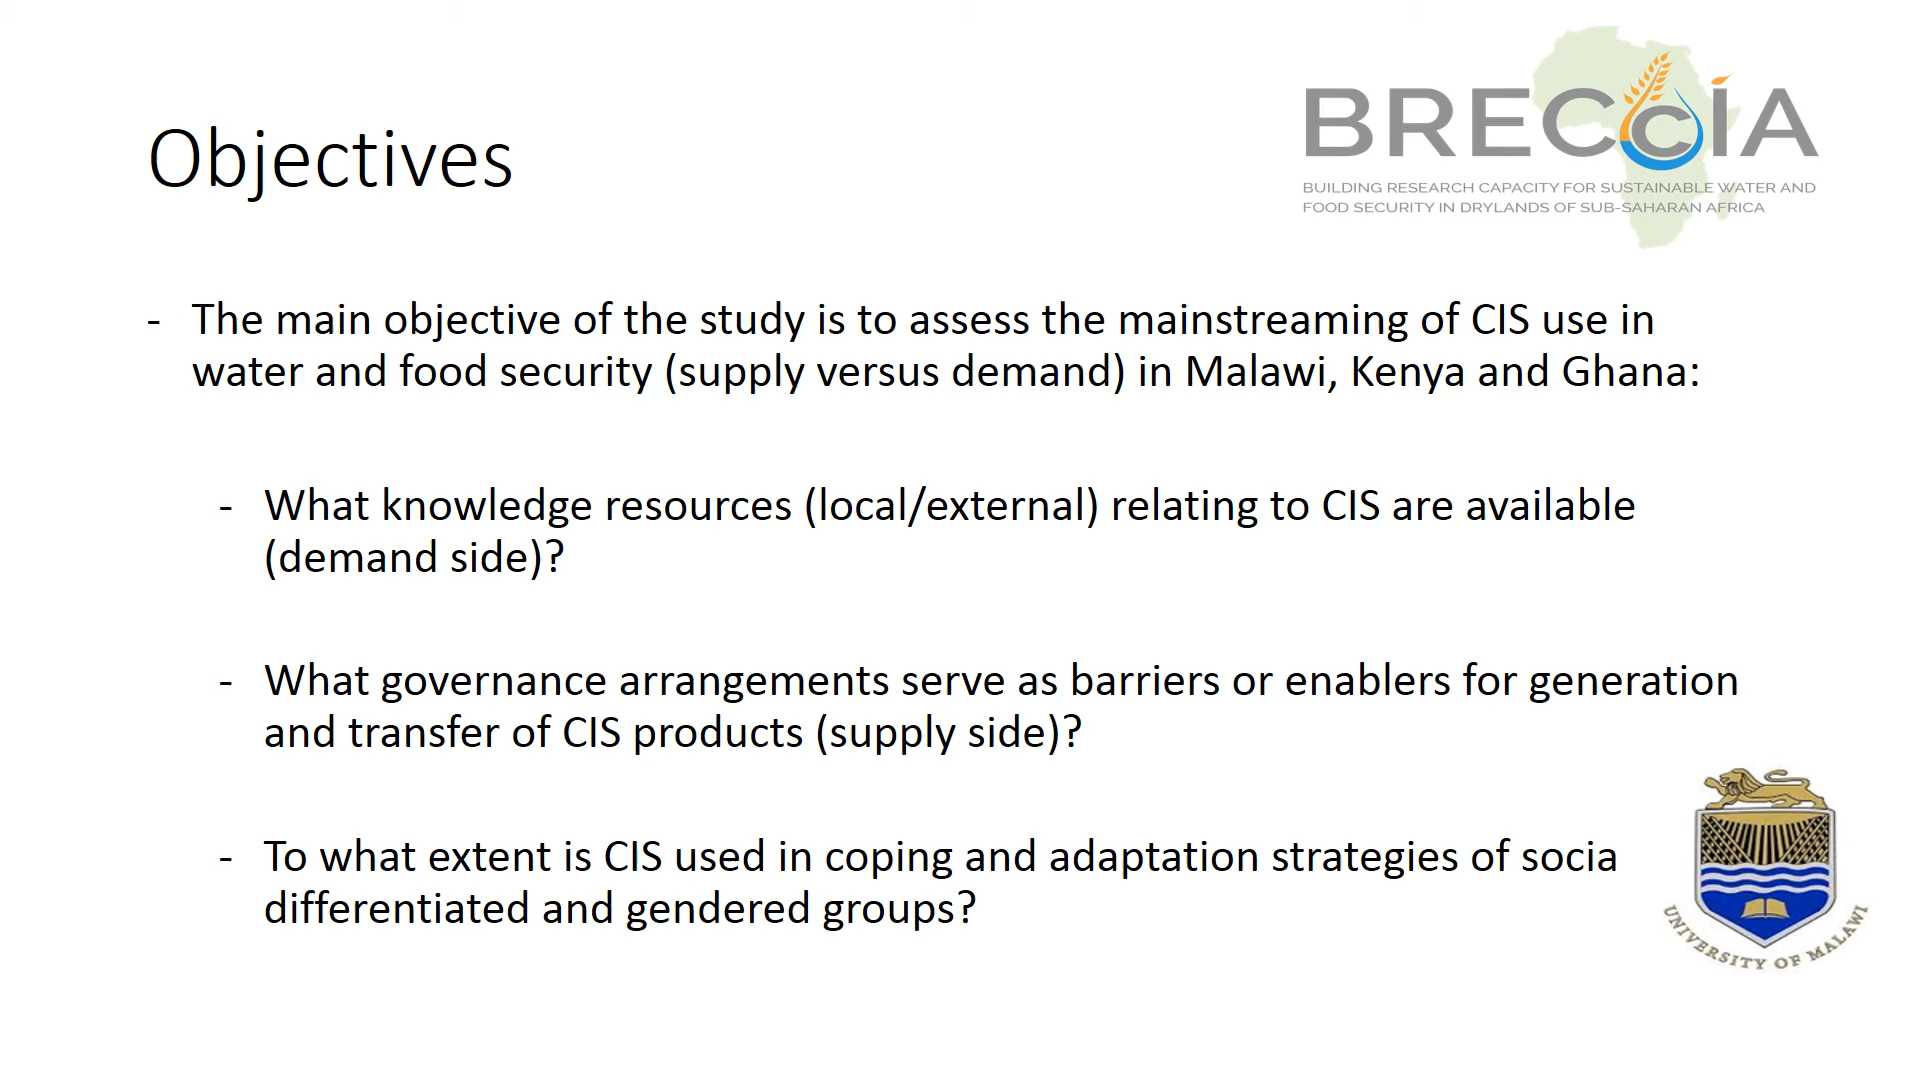 Objectives
BRECcIA
BUILDING RESEARCH CAPACITY FOR SUSTAINABLE WATER AND
FOOD SECURITY IN DRYLANDS OF SUB-SAHARAN AFRICA
- The main objective of the study is to assess the mainstreaming of CIS use in
water and food security (supply versus demand) in Malawi, Kenya and Ghana:
- What knowledge resources (local/external) relating to CIS are available
(demand side)?
- What governance arrangements serve as barriers or enablers for generation
and transfer of CIS products (supply side)?
- To what extent is CIS used in coping and adaptation strategies of socia
differentiated and gendered groups?
UNIVERSITY OF MALAWI